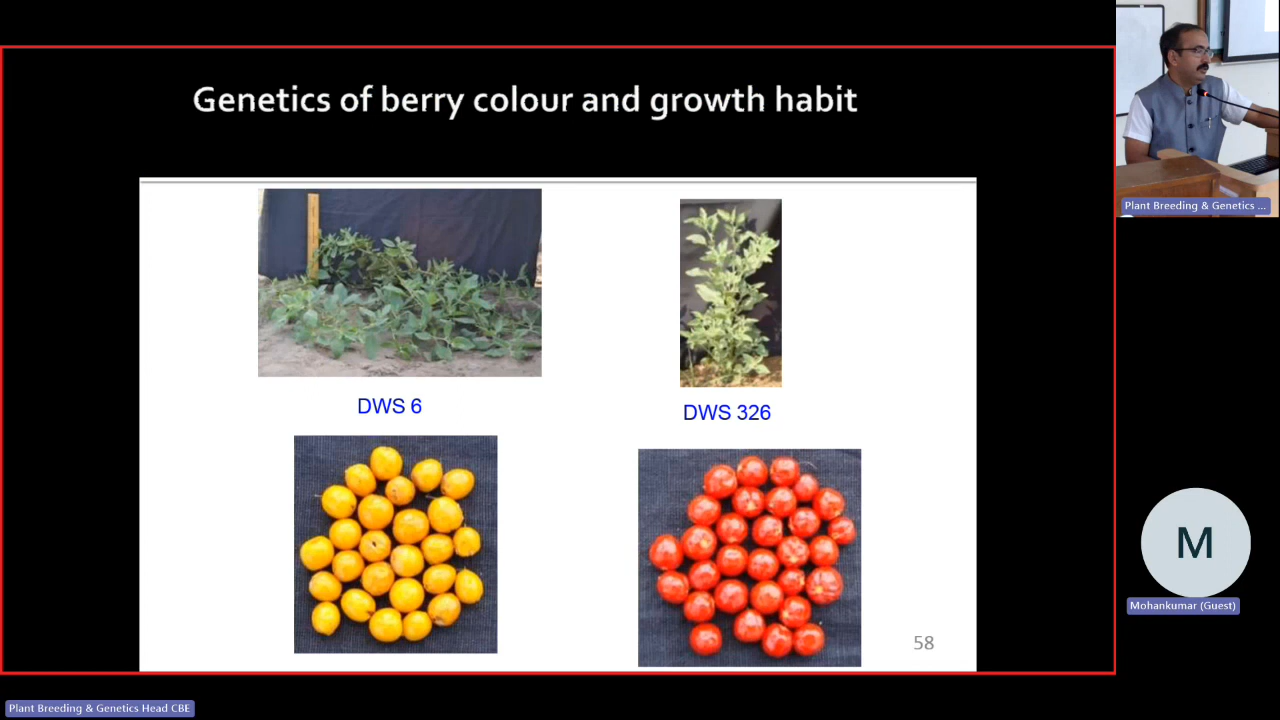 Genetics of berry colour and growth habit
DWS 6
DWS 326
58
Plant Breeding & Genetics ...
M
Mohankumar (Guest)
Plant Breeding & Genetics Head CBE